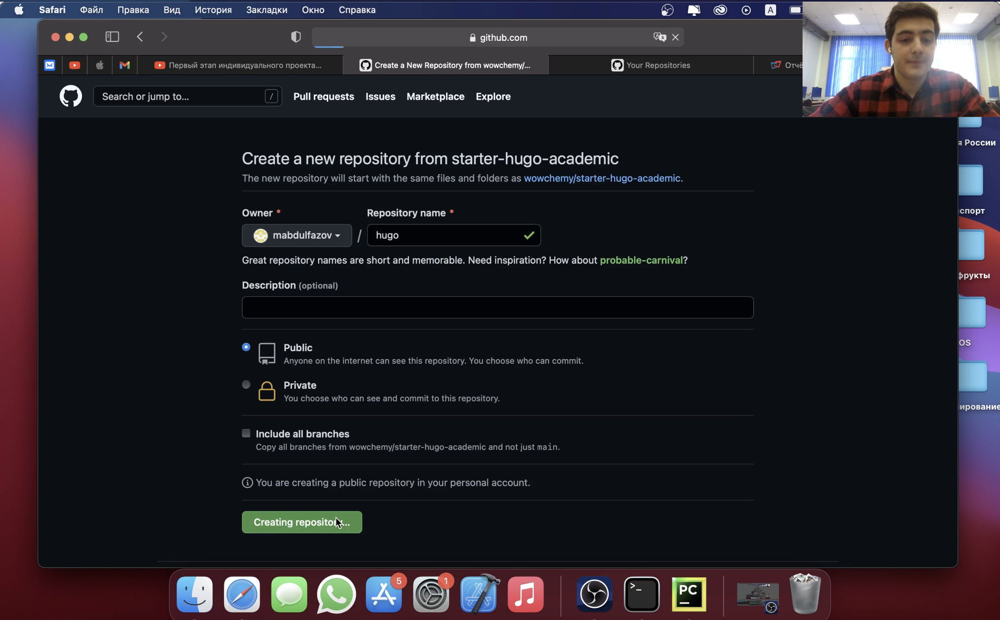 Safari Файл Правка Вид История Закладки Окно Справка A
github.com
Первый этап индивидуального проекта... Create a New Repository from wowchemy/... Your Repositories
Search or jump to... / Pull requests Issues Marketplace Explore
Create a new repository from starter-hugo-academic
The new repository will start with the same files and folders as wowchemy/starter-hugo-academic.
Owner * Repository name *
mabdulfazov / hugo
Great repository names are short and memorable. Need inspiration? How about probable-carnival?
Description (optional)
Public
Anyone on the internet can see this repository. You choose who can commit.
Private
You choose who can see and commit to this repository.
Include all branches
Copy all branches from wowchemy/starter-hugo-academic and not just main.
You are creating a public repository in your personal account.
Creating repository...
я России
OS
5 1 >_ PC